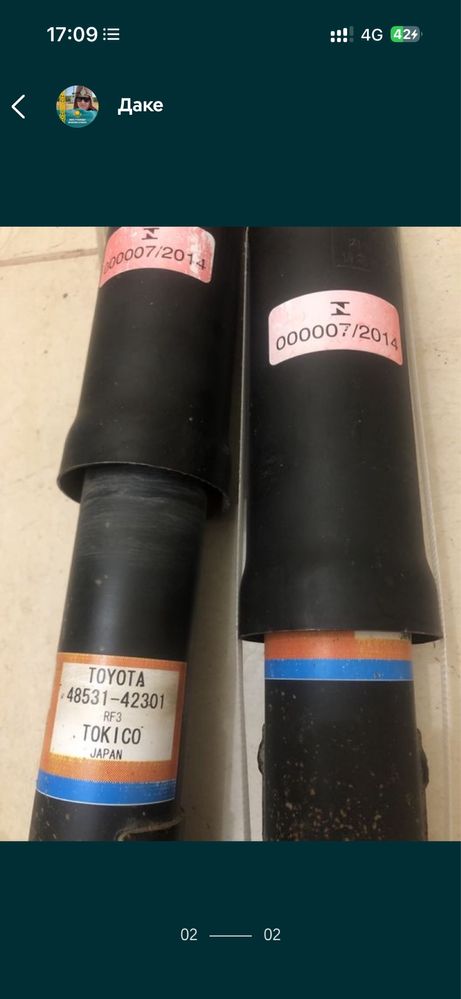 17:09
4G
42
Даке
000007/2014
000007/2014
TOYOTA
48531-42301
RF3
TOKICO
JAPAN
02
02